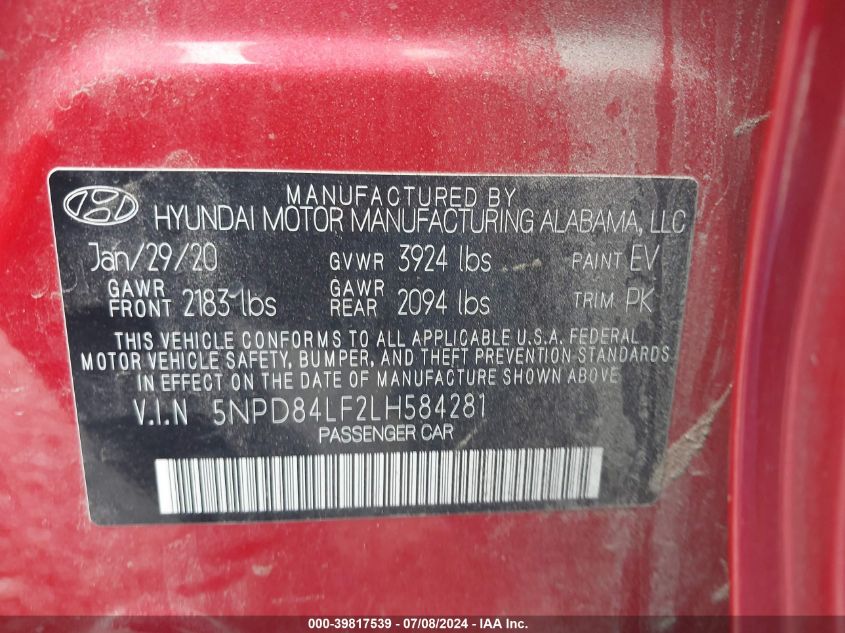 MANUFACTURED BY
HYUNDAI MOTOR MANUFACTURING ALABAMA, LLC
Jan/29/20 GVWR 3924 lbs PAINT EV
GAWR FRONT 2183 lbs GAWR REAR 2094 lbs TRIM PK
THIS VEHICLE CONFORMS TO ALL APPLICABLE U.S.A. FEDERAL
MOTOR VEHICLE SAFETY, BUMPER, AND THEFT PREVENTION STANDARDS
IN EFFECT ON THE DATE OF MANUFACTURE SHOWN ABOVE
V.I.N 5NPD84LF2LH584281
PASSENGER CAR
000-39817539 - 07/08/2024 - IAA Inc.